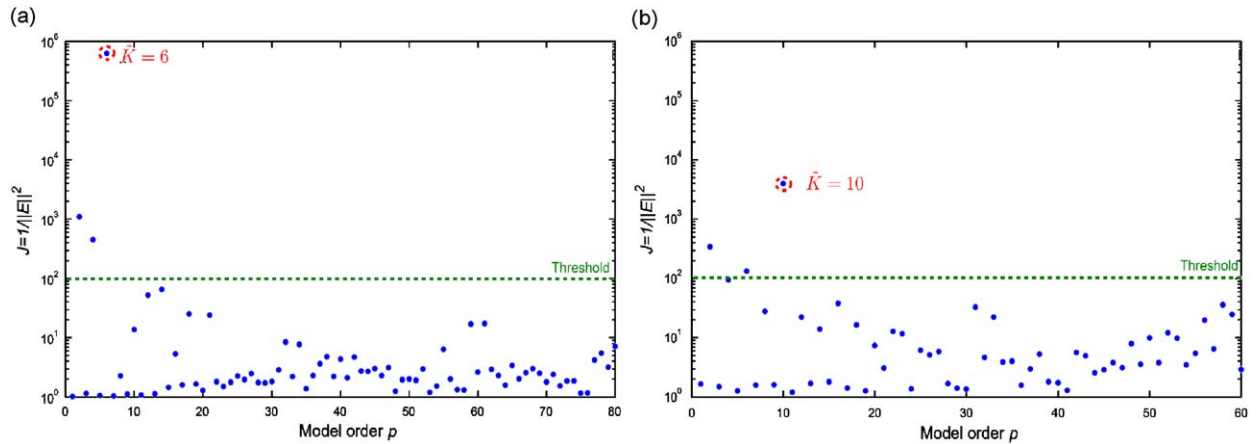 (a)
10^6
10^5
10^4
10^3
10^2
10^1
10^0
J=1/||E||^2
K̃ = 6
Threshold
0 10 20 30 40 50 60 70 80
Model order p
(b)
10^6
10^5
10^4
10^3
10^2
10^1
10^0
J=1/||E||^2
K̃ = 10
Threshold
0 10 20 30 40 50 60
Model order p